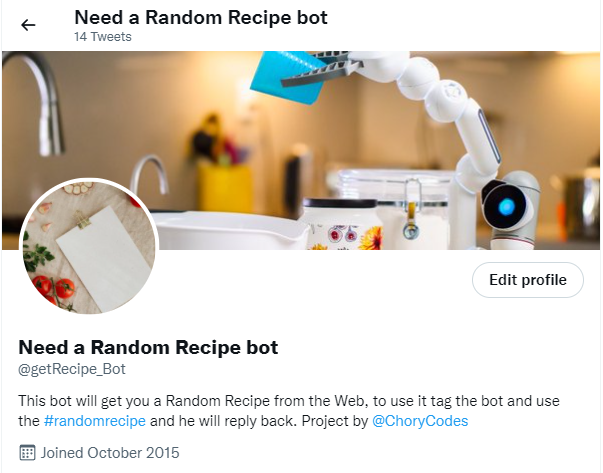 Need a Random Recipe bot
14 Tweets
Edit profile
Need a Random Recipe bot
@getRecipe_Bot
This bot will get you a Random Recipe from the Web, to use it tag the bot and use
the #randomrecipe and he will reply back. Project by @ChoryCodes
Joined October 2015